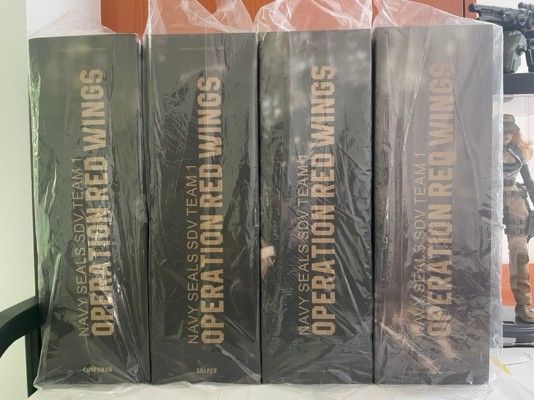 NAVY SEALS SDV TEAM 1
OPERATION RED WINGS
CORPSMAN
NAVY SEALS SDV TEAM 1
OPERATION RED WINGS
SNIPER
NAVY SEALS SDV TEAM 1
OPERATION RED WINGS
NAVY SEALS SDV TEAM 1
OPERATION RED WINGS